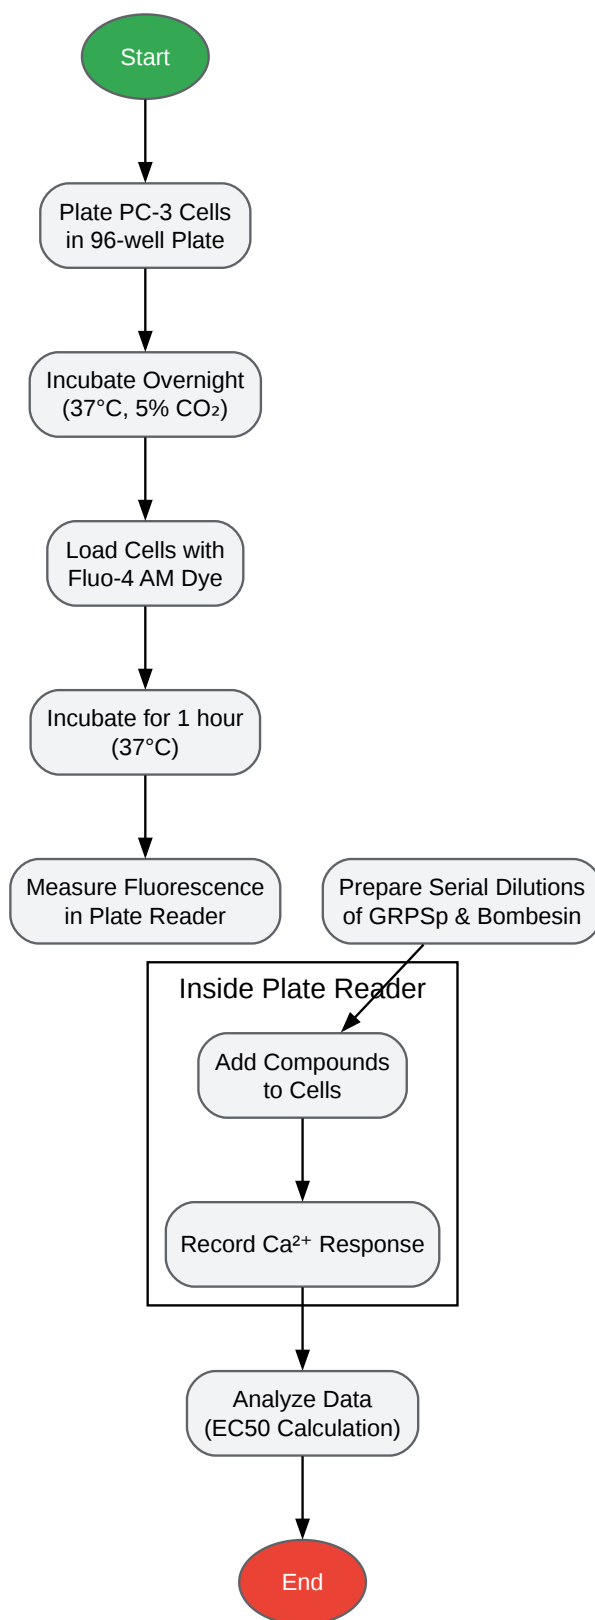 Start
Plate PC-3 Cells
in 96-well Plate
Incubate Overnight
(37°C, 5% CO₂)
Load Cells with
Fluo-4 AM Dye
Incubate for 1 hour
(37°C)
Measure Fluorescence
in Plate Reader
Prepare Serial Dilutions
of GRPSp & Bombesin
Inside Plate Reader
Add Compounds
to Cells
Record Ca²⁺ Response
Analyze Data
(EC50 Calculation)
End